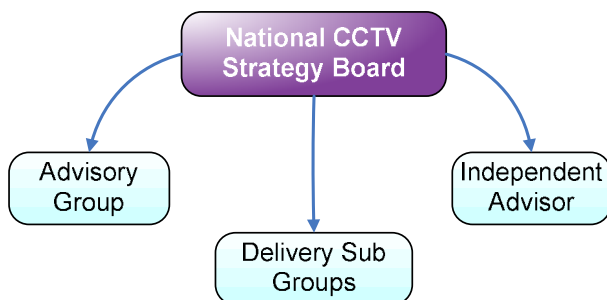 National CCTV
Strategy Board
Advisory
Group
Independent
Advisor
Delivery Sub
Groups